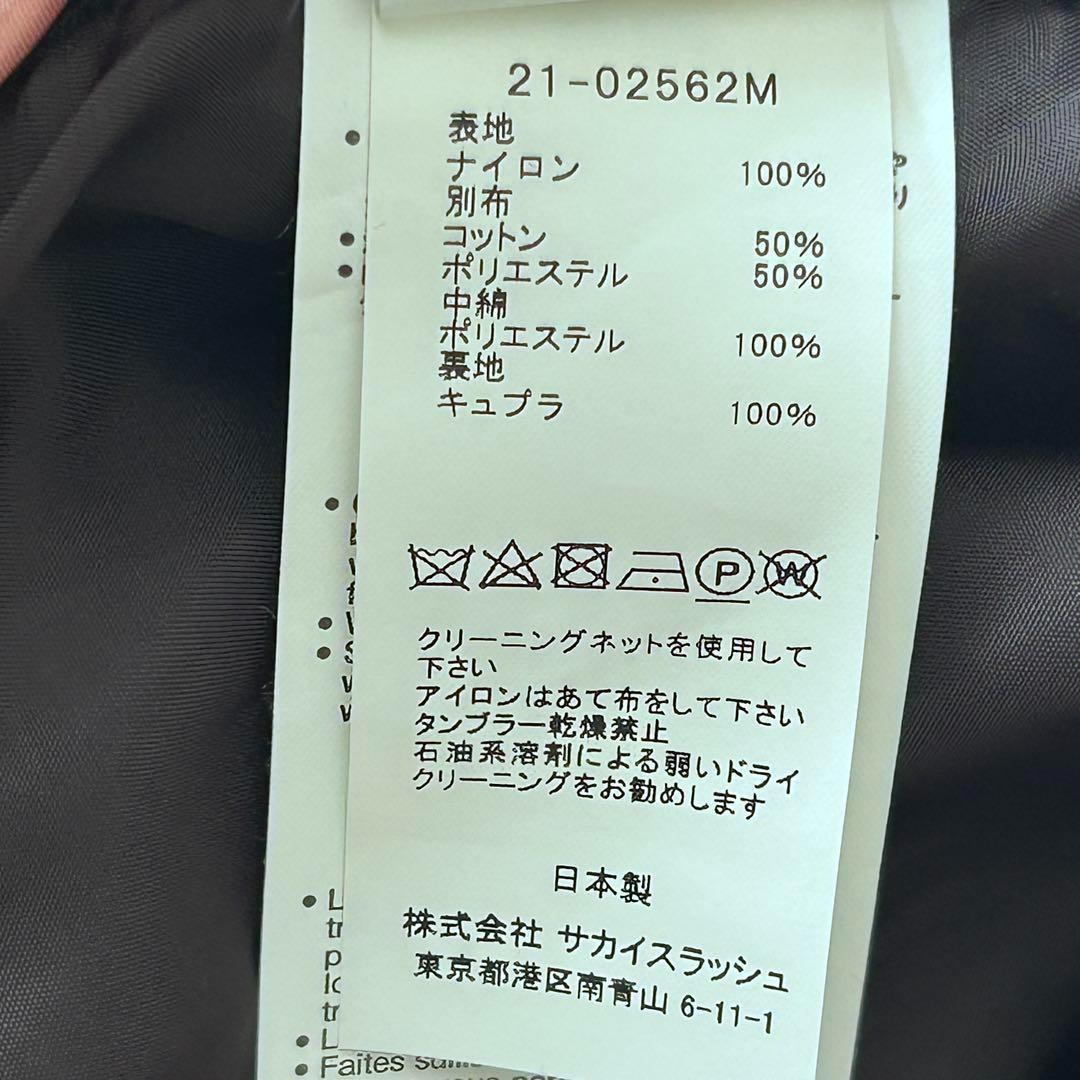 21-02562M
表地
ナイロン 100%
別布
コットン 50%
ポリエステル 50%
中綿
ポリエステル 100%
裏地
キュプラ 100%
P W
クリーニングネットを使用して
下さい
アイロンはあて布をして下さい
タンブラー乾燥禁止
石油系溶剤による弱いドライ
クリーニングをお勧めします
日本製
株式会社 サカイスラッシュ
東京都港区南青山 6-11-1
Faites